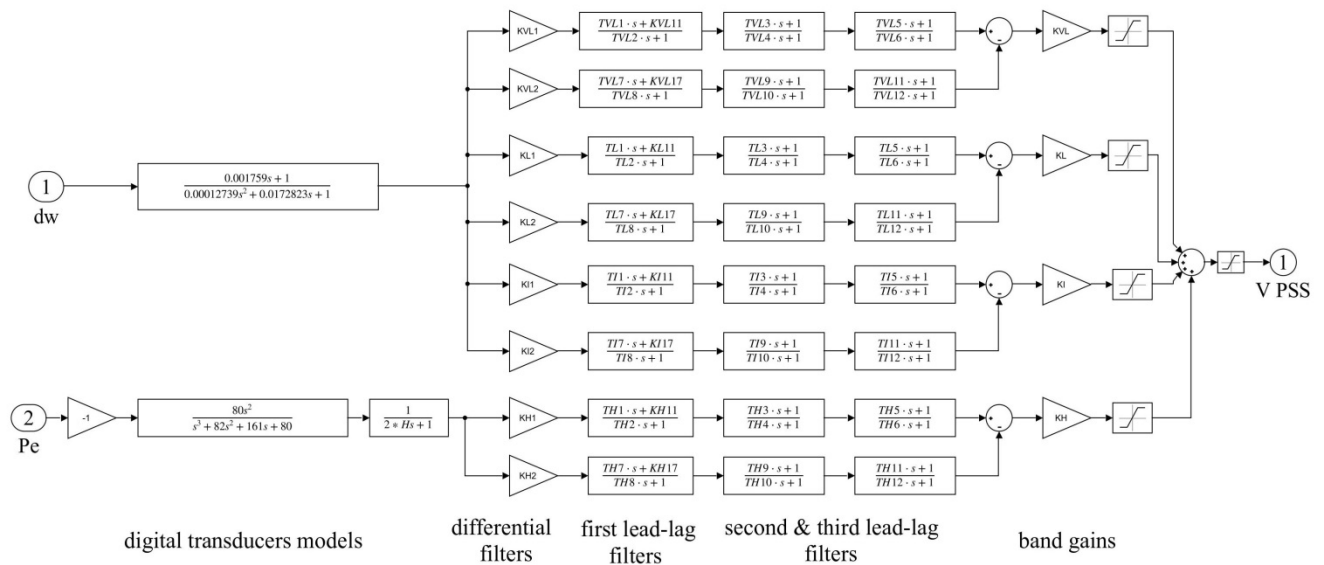 KVL1 TVL1 · s + KVL11 / TVL2 · s + 1 TVL3 · s + 1 / TVL4 · s + 1 TVL5 · s + 1 / TVL6 · s + 1 + − KVL
KVL2 TVL7 · s + KVL17 / TVL8 · s + 1 TVL9 · s + 1 / TVL10 · s + 1 TVL11 · s + 1 / TVL12 · s + 1
KL1 TL1 · s + KL11 / TL2 · s + 1 TL3 · s + 1 / TL4 · s + 1 TL5 · s + 1 / TL6 · s + 1 + − KL
1 0.001759s + 1 / 0.00012739s² + 0.0172823s + 1
dw
KL2 TL7 · s + KL17 / TL8 · s + 1 TL9 · s + 1 / TL10 · s + 1 TL11 · s + 1 / TL12 · s + 1
KI1 TI1 · s + KI11 / TI2 · s + 1 TI3 · s + 1 / TI4 · s + 1 TI5 · s + 1 / TI6 · s + 1 + − KI
+ + + + 1
V PSS
KI2 TI7 · s + KI17 / TI8 · s + 1 TI9 · s + 1 / TI10 · s + 1 TI11 · s + 1 / TI12 · s + 1
2 -1 80s² / s³ + 82s² + 161s + 80 1 / 2 * Hs + 1
Pe
KH1 TH1 · s + KH11 / TH2 · s + 1 TH3 · s + 1 / TH4 · s + 1 TH5 · s + 1 / TH6 · s + 1 + − KH
KH2 TH7 · s + KH17 / TH8 · s + 1 TH9 · s + 1 / TH10 · s + 1 TH11 · s + 1 / TH12 · s + 1
digital transducers models
differential
filters
first lead-lag
filters
second & third lead-lag
filters
band gains